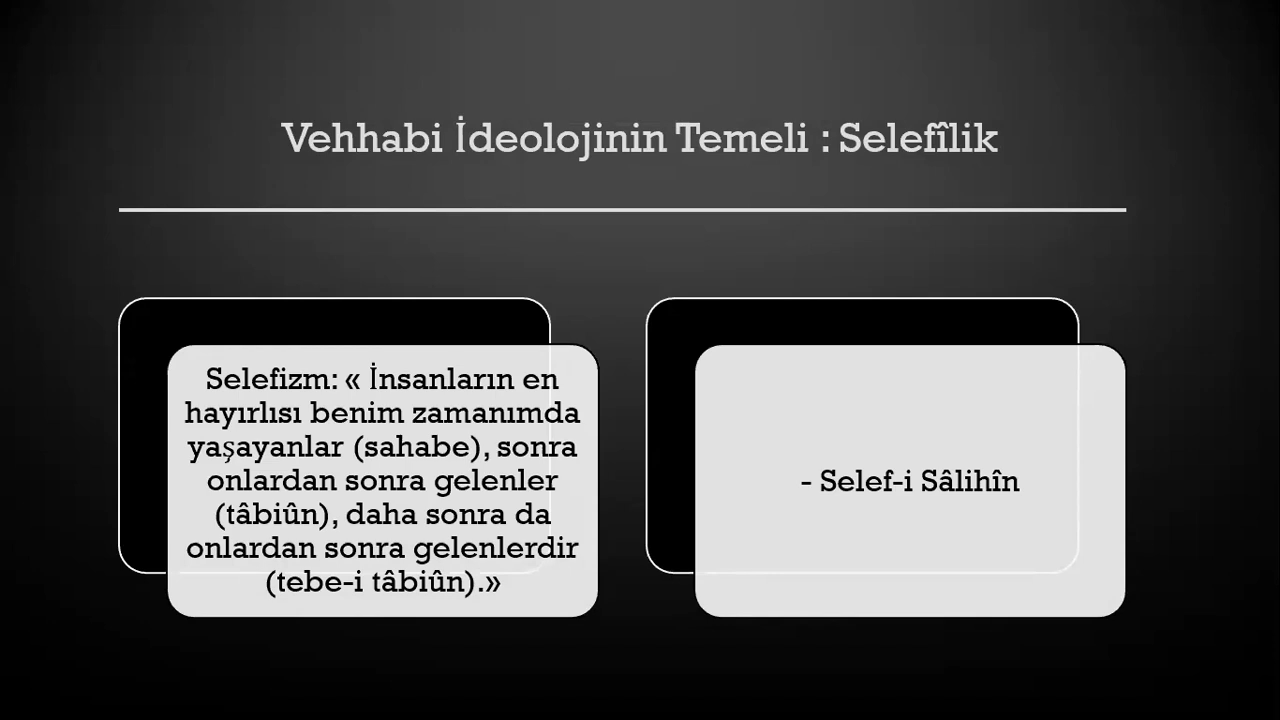 Vehhabi İdeolojinin Temeli : Selefîlik
Selefizm: « İnsanların en
hayırlısı benim zamanımda
yaşayanlar (sahabe), sonra
onlardan sonra gelenler
(tâbiûn), daha sonra da
onlardan sonra gelenlerdir
(tebe-i tâbiûn).»
- Selef-i Sâlihîn